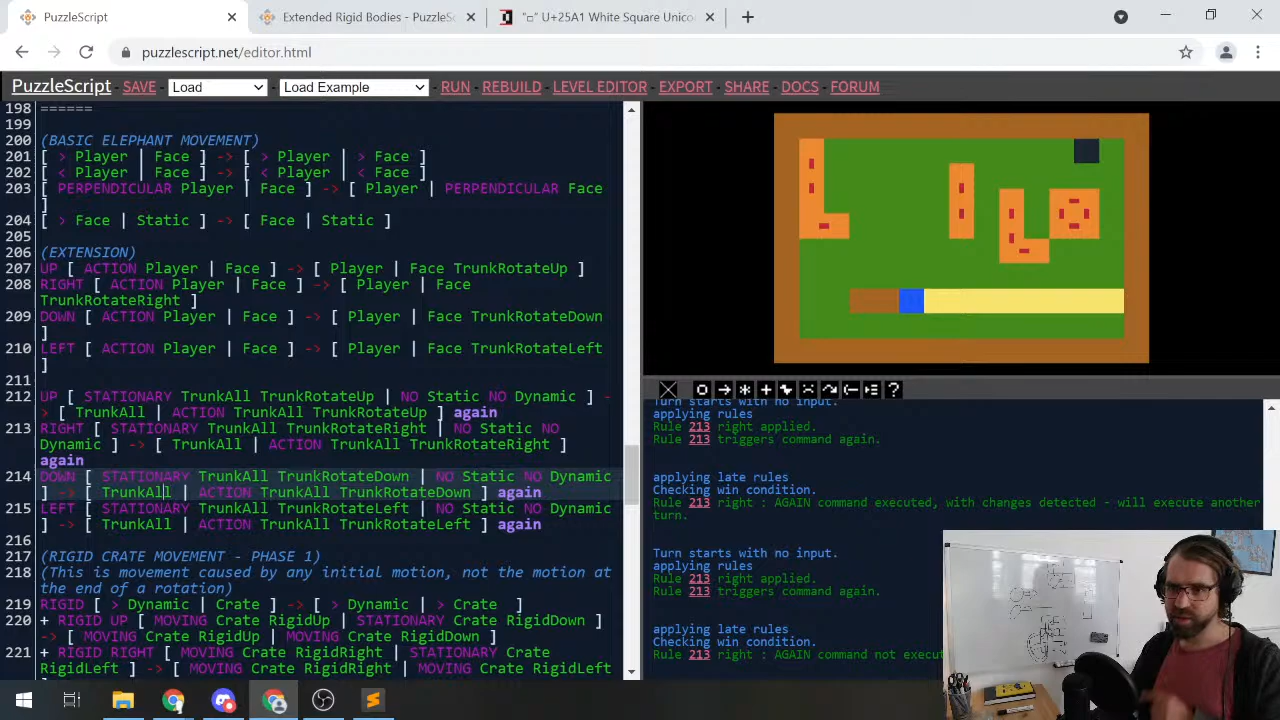 PuzzleScript
Extended Rigid Bodies - PuzzleSc
"□" U+25A1 White Square Unico
puzzlescript.net/editor.html
PuzzleScript - SAVE - Load Load Example RUN - REBUILD - LEVEL EDITOR - EXPORT - SHARE - DOCS - FORUM
198 ======
199
200 (BASIC ELEPHANT MOVEMENT)
201 [ > Player | Face ] -> [ > Player | > Face ]
202 [ < Player | Face ] -> [ < Player | < Face ]
203 [ PERPENDICULAR Player | Face ] -> [ Player | PERPENDICULAR Face
]
204 [ > Face | Static ] -> [ Face | Static ]
205
206 (EXTENSION)
207 UP [ ACTION Player | Face ] -> [ Player | Face TrunkRotateUp ]
208 RIGHT [ ACTION Player | Face ] -> [ Player | Face
TrunkRotateRight ]
209 DOWN [ ACTION Player | Face ] -> [ Player | Face TrunkRotateDown
]
210 LEFT [ ACTION Player | Face ] -> [ Player | Face TrunkRotateLeft
]
211
212 UP [ STATIONARY TrunkAll TrunkRotateUp | NO Static NO Dynamic ] -
> [ TrunkAll | ACTION TrunkAll TrunkRotateUp ] again
213 RIGHT [ STATIONARY TrunkAll TrunkRotateRight | NO Static NO
Dynamic ] -> [ TrunkAll | ACTION TrunkAll TrunkRotateRight ]
again
214 DOWN [ STATIONARY TrunkAll TrunkRotateDown | NO Static NO Dynamic
] -> [ TrunkAll | ACTION TrunkAll TrunkRotateDown ] again
215 LEFT [ STATIONARY TrunkAll TrunkRotateLeft | NO Static NO Dynamic
] -> [ TrunkAll | ACTION TrunkAll TrunkRotateLeft ] again
216
217 (RIGID CRATE MOVEMENT - PHASE 1)
218 (This is movement caused by any initial motion, not the motion at
the end of a rotation)
219 RIGID [ > Dynamic | Crate ] -> [ > Dynamic | > Crate ]
220 + RIGID UP [ MOVING Crate RigidUp | STATIONARY Crate RigidDown ]
-> [ MOVING Crate RigidUp | MOVING Crate RigidDown ]
221 + RIGID RIGHT [ MOVING Crate RigidRight | STATIONARY Crate
RigidLeft ] -> [ MOVING Crate RigidRight | MOVING Crate RigidLeft
Turn starts with no input.
applying rules
Rule 213 right applied.
Rule 213 triggers command again.
applying late rules
Checking win condition.
Rule 213 right : AGAIN command executed, with changes detected - will execute another
turn.
Turn starts with no input.
applying rules
Rule 213 right applied.
Rule 213 triggers command again.
applying late rules
Checking win condition.
Rule 213 right : AGAIN command not execut